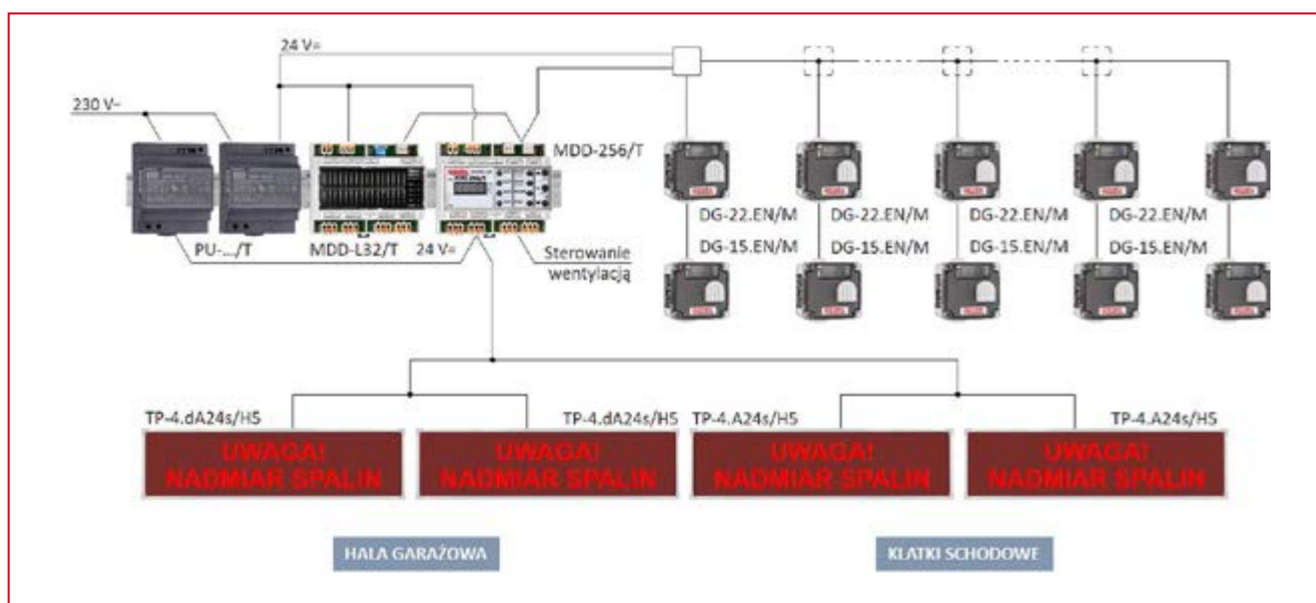 24 V=
230 V~
MDD-256/T
PU-.../T
MDD-L32/T
24 V=
Sterowanie
wentylacją
DG-22.EN/M
DG-22.EN/M
DG-22.EN/M
DG-22.EN/M
DG-15.EN/M
DG-15.EN/M
DG-15.EN/M
DG-15.EN/M
TP-4.dA24s/H5
TP-4.dA24s/H5
TP-4.A24s/H5
TP-4.A24s/H5
UWAGA!
NADMIAR SPALIN
UWAGA!
NADMIAR SPALIN
UWAGA!
NADMIAR SPALIN
UWAGA!
NADMIAR SPALIN
HALA GARAŻOWA
KLATKI SCHODOWE